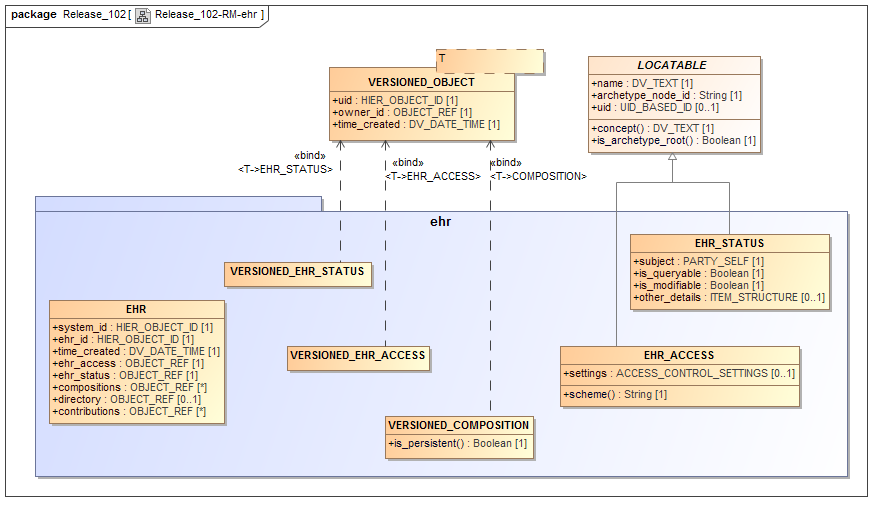 package Release_102 [ Release_102-RM-ehr ]
T
VERSIONED_OBJECT
+uid : HIER_OBJECT_ID [1]
+owner_id : OBJECT_REF [1]
+time_created : DV_DATE_TIME [1]
LOCATABLE
+name : DV_TEXT [1]
+archetype_node_id : String [1]
+uid : UID_BASED_ID [0..1]
+concept() : DV_TEXT [1]
+is_archetype_root() : Boolean [1]
«bind»
<T->EHR_STATUS>
«bind»
<T->EHR_ACCESS>
«bind»
<T->COMPOSITION>
ehr
EHR_STATUS
+subject : PARTY_SELF [1]
+is_queryable : Boolean [1]
+is_modifiable : Boolean [1]
+other_details : ITEM_STRUCTURE [0..1]
VERSIONED_EHR_STATUS
EHR
+system_id : HIER_OBJECT_ID [1]
+ehr_id : HIER_OBJECT_ID [1]
+time_created : DV_DATE_TIME [1]
+ehr_access : OBJECT_REF [1]
+ehr_status : OBJECT_REF [1]
+compositions : OBJECT_REF [*]
+directory : OBJECT_REF [0..1]
+contributions : OBJECT_REF [*]
VERSIONED_EHR_ACCESS
EHR_ACCESS
+settings : ACCESS_CONTROL_SETTINGS [0..1]
+scheme() : String [1]
VERSIONED_COMPOSITION
+is_persistent() : Boolean [1]